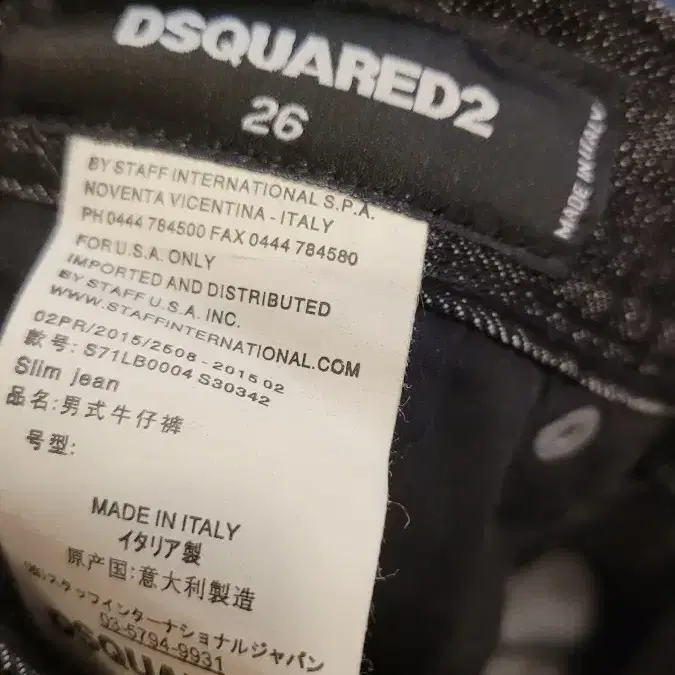 DSQUARED2
26
MADE IN ITALY
BY STAFF INTERNATIONAL S.P.A.
NOVENTA VICENTINA - ITALY
PH 0444 784500 FAX 0444 784580
FOR U.S.A. ONLY
IMPORTED AND DISTRIBUTED
BY STAFF U.S.A. INC.
WWW.STAFFINTERNATIONAL.COM
02PR/2015/2508 - 2015 02
款号: S71LB0004 S30342
Slim jean
品名:男式牛仔裤
号型:
MADE IN ITALY
イタリア製
原产国:意大利製造
(株)スタッフインターナショナルジャパン
03-5794-9931